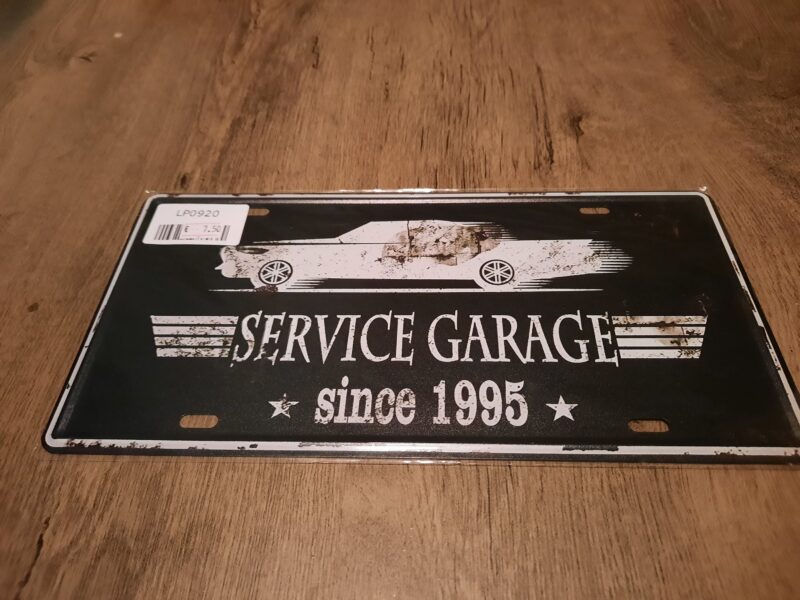 LP0920
€ 7.50
SERVICE GARAGE
since 1995